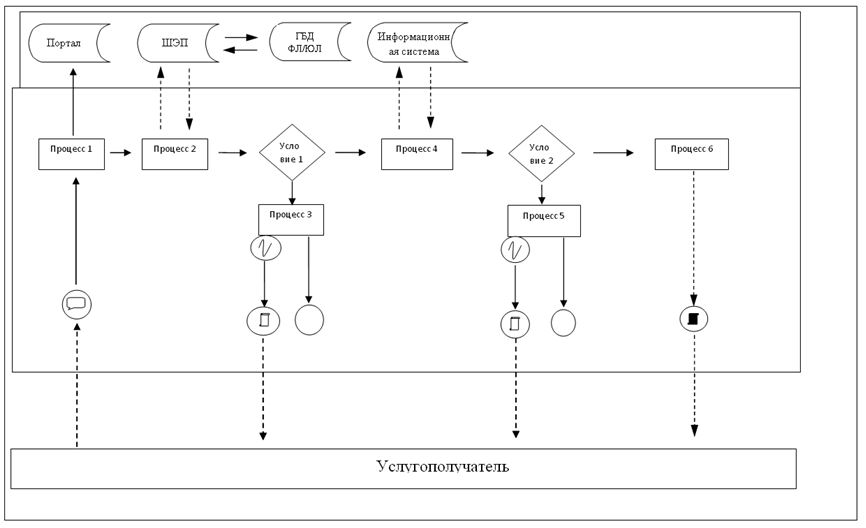 Портал
ШЭП
ГБД
ФЛ/ЮЛ
Информационн
ая система
Процесс 1
Процесс 2
Усло
вие 1
Процесс 4
Усло
вие 2
Процесс 6
Процесс 3
Процесс 5
Услугополучатель